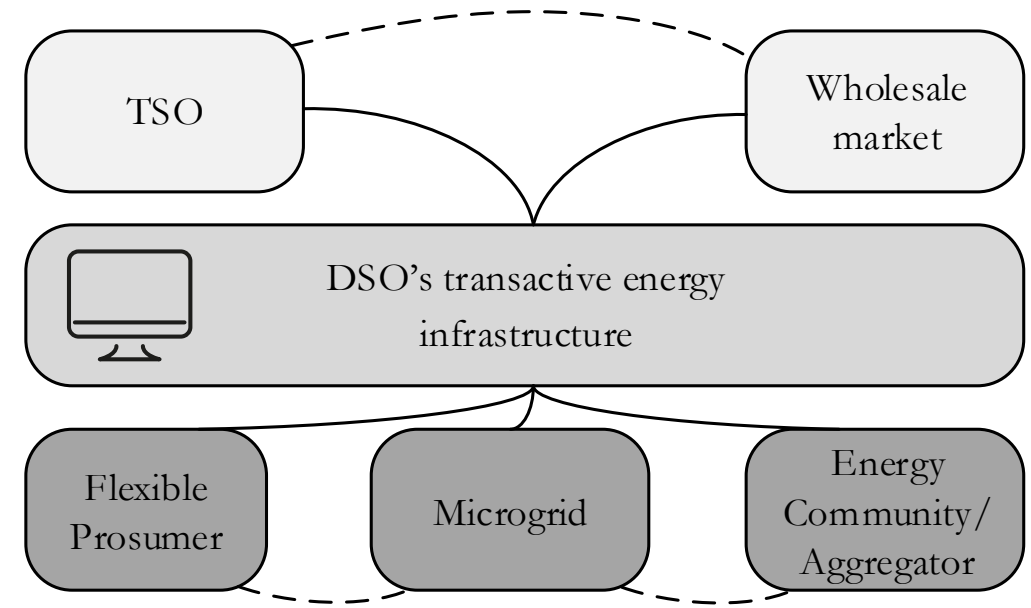 TSO
Wholesale
market
DSO’s transactive energy
infrastructure
Flexible
Prosumer
Microgrid
Energy
Community/
Aggregator